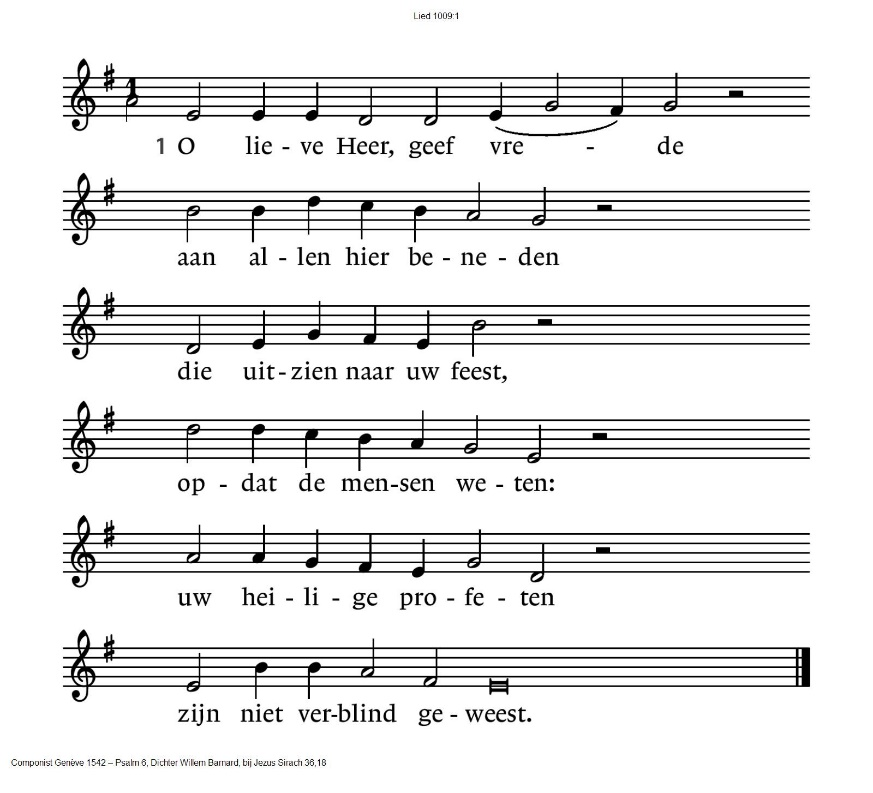 Lied 1009:1
1
1 O lie - ve Heer, geef vre - de
aan al - len hier be - ne - den
die uit - zien naar uw feest,
op - dat de men-sen we - ten:
uw hei - li - ge pro - fe - ten
zijn niet ver-blind ge - weest.
Componist Genève 1542 – Psalm 6, Dichter Willem Barnard, bij Jezus Sirach 36,18